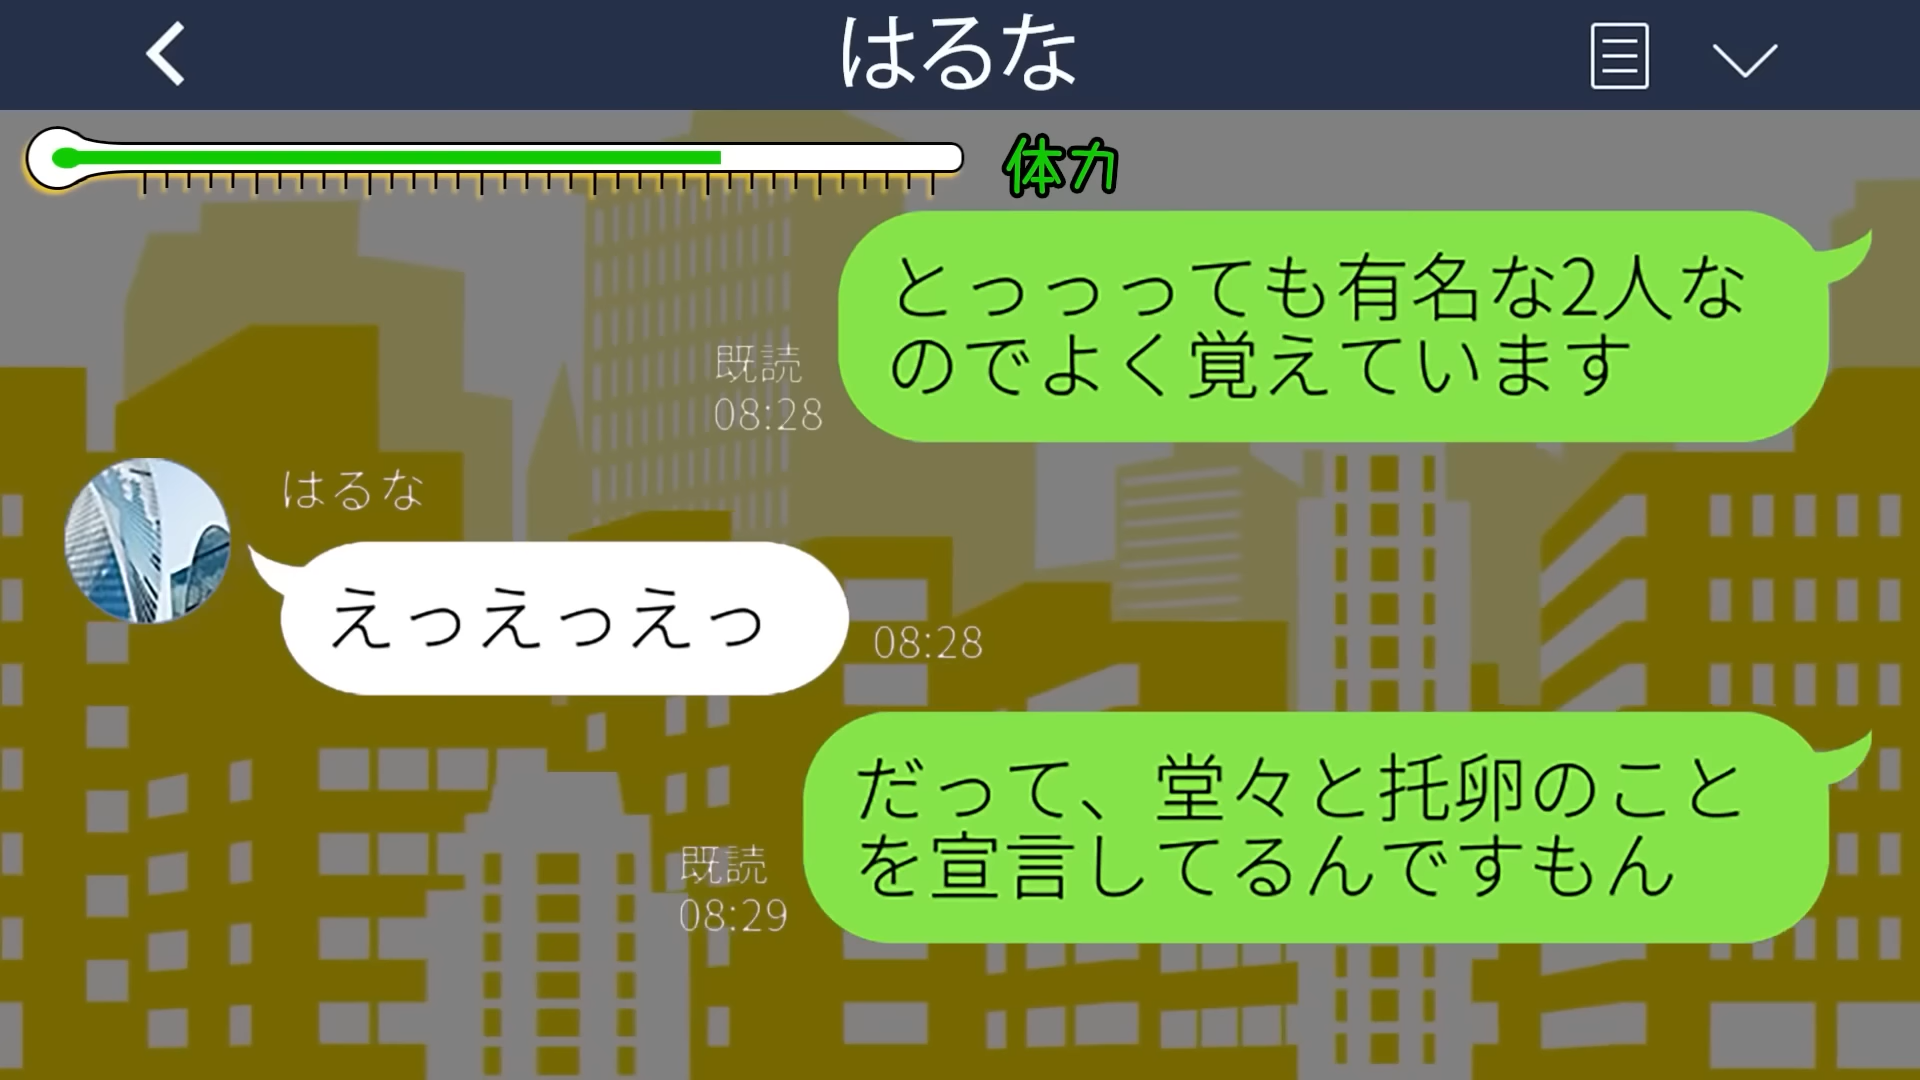 はるな
体力
とっっっても有名な2人な
のでよく覚えています
既読
08:28
はるな
えっえっえっ
08:28
だって、堂々と托卵のこと
を宣言してるんですもん
既読
08:29